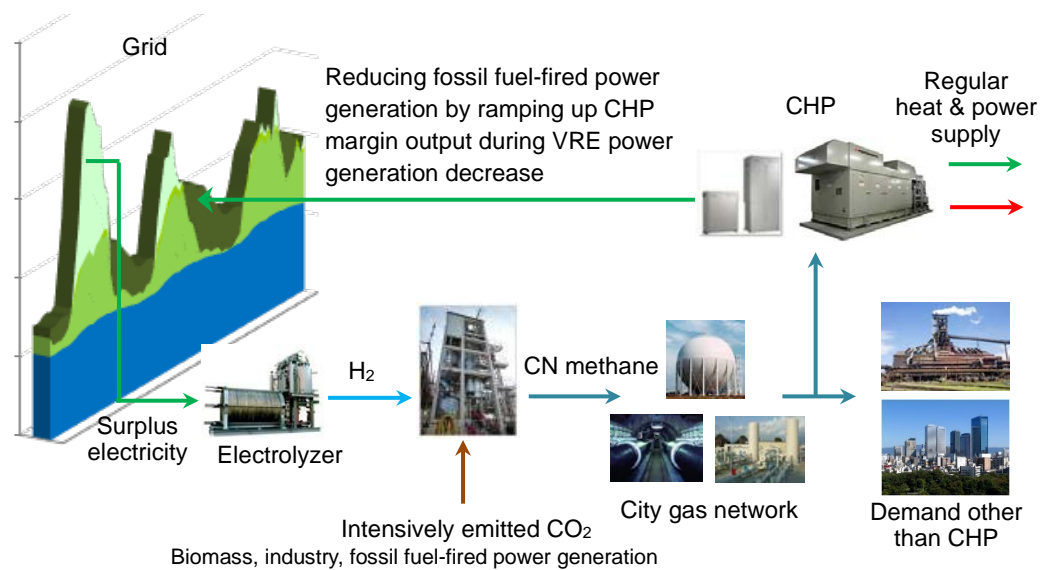 Grid
Reducing fossil fuel-fired power
generation by ramping up CHP
margin output during VRE power
generation decrease
CHP
Regular
heat & power
supply
Surplus
electricity
Electrolyzer
H₂
CN methane
City gas network
Demand other
than CHP
Intensively emitted CO₂
Biomass, industry, fossil fuel-fired power generation